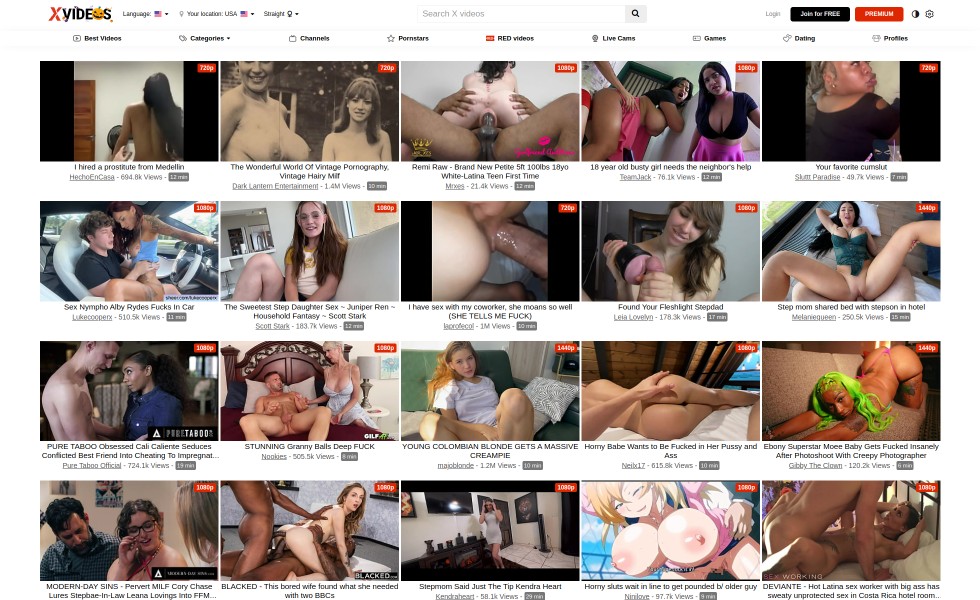 XVIDEOS
Language:
Your location: USA
Straight
Search X videos
Login
Join for FREE
PREMIUM
Best Videos
Categories
Channels
Pornstars
RED videos
Live Cams
Games
Dating
Profiles
720p
720p
1080p
1080p
720p
I hired a prostitute from Medellin
HechoEnCasa - 694.8k Views - 12 min
The Wonderful World Of Vintage Pornography,
Vintage Hairy Milf
Dark Lantern Entertainment - 1.4M Views - 10 min
Remi Raw - Brand New Petite 5ft 100lbs 18yo
White-Latina Teen First Time
Mrxes - 21.4k Views - 12 min
18 year old busty girl needs the neighbor's help
TeamJack - 76.1k Views - 12 min
Your favorite cumslut
Sluttt Paradise - 49.7k Views - 7 min
1080p
1080p
720p
1080p
1440p
sheer.com/lukecooperx
Sex Nympho Alby Rydes Fucks In Car
Lukecooperx - 510.5k Views - 11 min
The Sweetest Step Daughter Sex ~ Juniper Ren ~
Household Fantasy ~ Scott Stark
Scott Stark - 183.7k Views - 12 min
I have sex with my coworker, she moans so well
(SHE TELLS ME FUCK)
laprofecol - 1M Views - 10 min
Found Your Fleshlight Stepdad
Leia Lovelyn - 178.3k Views - 17 min
Step mom shared bed with stepson in hotel
Melaniequeen - 250.5k Views - 15 min
1080p
1080p
1440p
1080p
1440p
PURETABOO
GILF
PURE TABOO Obsessed Cali Caliente Seduces
Conflicted Best Friend Into Cheating To Impregnat...
Pure Taboo Official - 724.1k Views - 19 min
STUNNING Granny Balls Deep FUCK
Nookies - 505.5k Views - 8 min
YOUNG COLOMBIAN BLONDE GETS A MASSIVE
CREAMPIE
majoblonde - 1.2M Views - 10 min
Horny Babe Wants to Be Fucked in Her Pussy and
Ass
Neilx17 - 615.8k Views - 10 min
Ebony Superstar Moee Baby Gets Fucked Insanely
After Photoshoot With Creepy Photographer
Gibby The Clown - 120.2k Views - 6 min
1080p
1080p
1080p
1080p
1080p
MODERN-DAY SINS
BLACKED
SEX WORKING
MODERN-DAY SINS - Pervert MILF Cory Chase
Lures Stepbae-In-Law Leana Lovings Into FFM...
BLACKED - This bored wife found what she needed
with two BBCs
Stepmom Said Just The Tip Kendra Heart
Kendraheart - 58.1k Views - 29 min
Horny sluts wait in line to get pounded b/ older guy
Ninilove - 97.7k Views - 9 min
DEVIANTE - Hot Latina sex worker with big ass has
sweaty unprotected sex in Costa Rica hotel room...